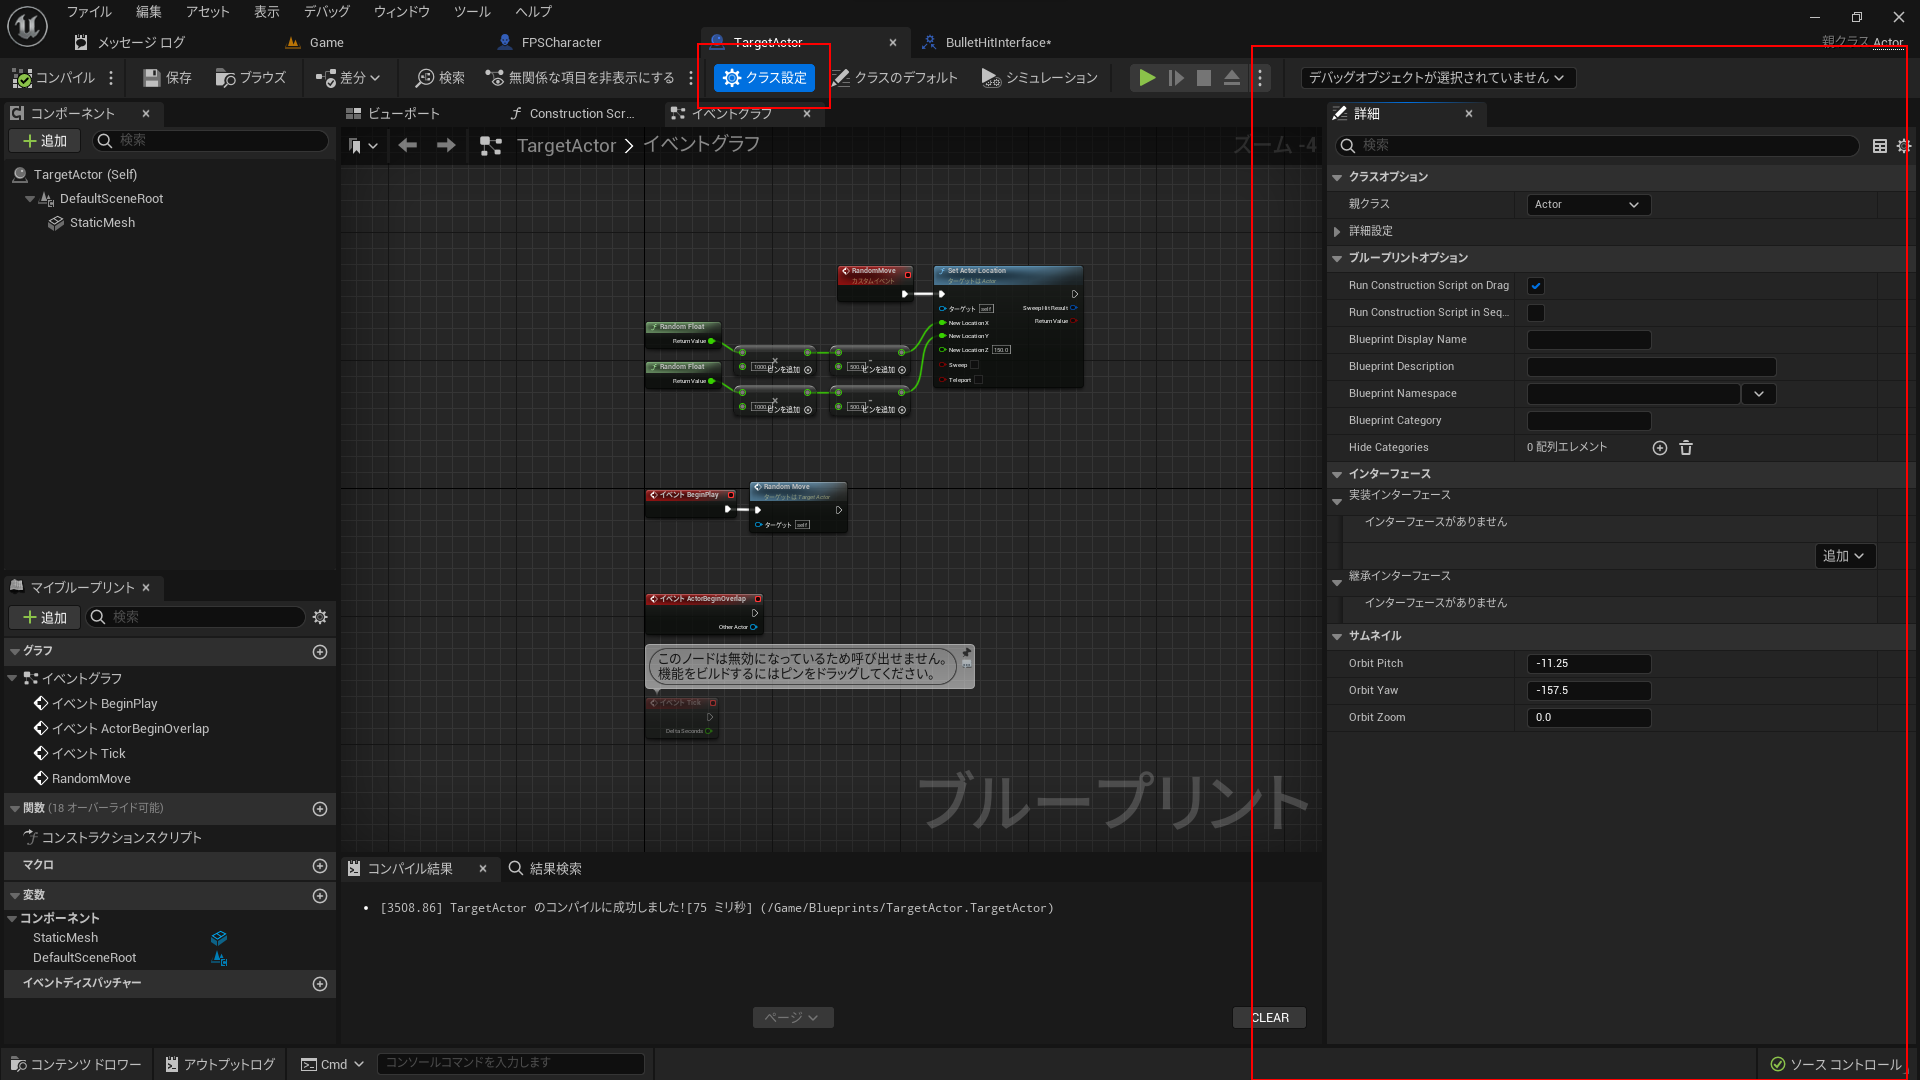 ファイル 編集 アセット 表示 デバッグ ウィンドウ ツール ヘルプ
メッセージ ログ Game FPSCharacter TargetActor BulletHitInterface*
親クラス Actor
コンパイル 保存 ブラウズ 差分 検索 無関係な項目を非表示にする クラス設定 クラスのデフォルト シミュレーション デバッグオブジェクトが選択されていません
コンポーネント
追加 検索
TargetActor (Self)
DefaultSceneRoot
StaticMesh
マイブループリント
追加 検索
グラフ
イベントグラフ
イベント BeginPlay
イベント ActorBeginOverlap
イベント Tick
RandomMove
関数 (18 オーバーライド可能)
コンストラクションスクリプト
マクロ
変数
コンポーネント
StaticMesh
DefaultSceneRoot
イベントディスパッチャー
ビューポート Construction Scr... イベントグラフ
TargetActor > イベントグラフ ズーム -4
RandomMove
カスタムイベント
Set Actor Location
ターゲットは Actor
ターゲット self Sweep Hit Result
New Location X Return Value
New Location Y
New Location Z 150.0
Sweep
Teleport
Random Float
Return Value
Random Float
Return Value
1000.0 ピンを追加 500.0 ピンを追加
1000.0 ピンを追加 500.0 ピンを追加
イベント BeginPlay
Random Move
ターゲットは Target Actor
ターゲット self
イベント ActorBeginOverlap
Other Actor
このノードは無効になっているため呼び出せません。
機能をビルドするにはピンをドラッグしてください。
イベント Tick
Delta Seconds
ブループリント
コンパイル結果 結果検索
• [3508.86] TargetActor のコンパイルに成功しました![75 ミリ秒] (/Game/Blueprints/TargetActor.TargetActor)
ページ CLEAR
詳細
検索
クラスオプション
親クラス Actor
詳細設定
ブループリントオプション
Run Construction Script on Drag
Run Construction Script in Seq...
Blueprint Display Name
Blueprint Description
Blueprint Namespace
Blueprint Category
Hide Categories 0 配列エレメント
インターフェース
実装インターフェース
インターフェースがありません
追加
継承インターフェース
インターフェースがありません
サムネイル
Orbit Pitch -11.25
Orbit Yaw -157.5
Orbit Zoom 0.0
コンテンツ ドロワー アウトプットログ Cmd コンソールコマンドを入力します ソース コントロール